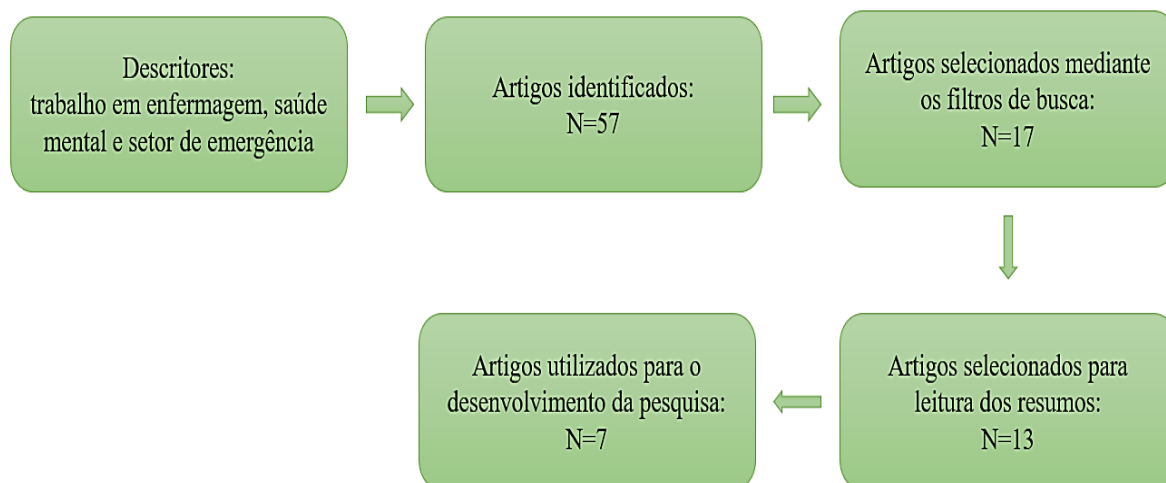 Descritores:
trabalho em enfermagem, saúde
mental e setor de emergência
Artigos identificados:
N=57
Artigos selecionados mediante
os filtros de busca:
N=17
Artigos selecionados para
leitura dos resumos:
N=13
Artigos utilizados para o
desenvolvimento da pesquisa:
N=7